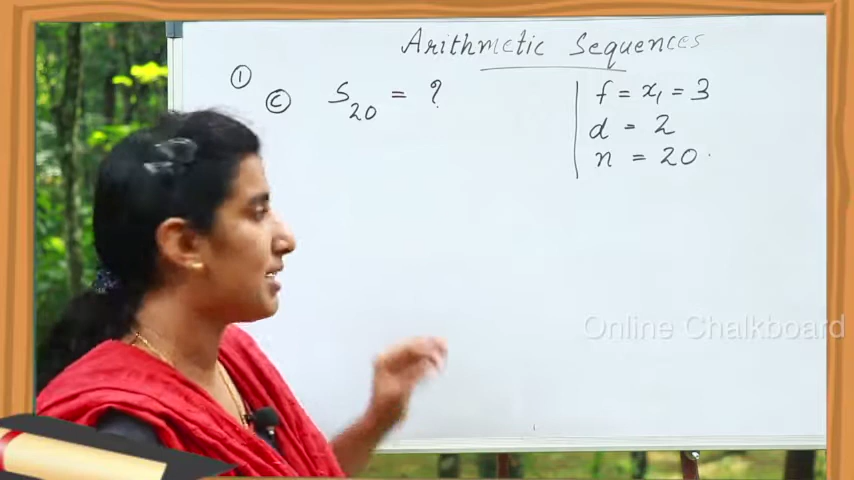 Arithmetic Sequences
① Ⓒ S₂₀ = ?
f = x₁ = 3
d = 2
n = 20
Online Chalkboard